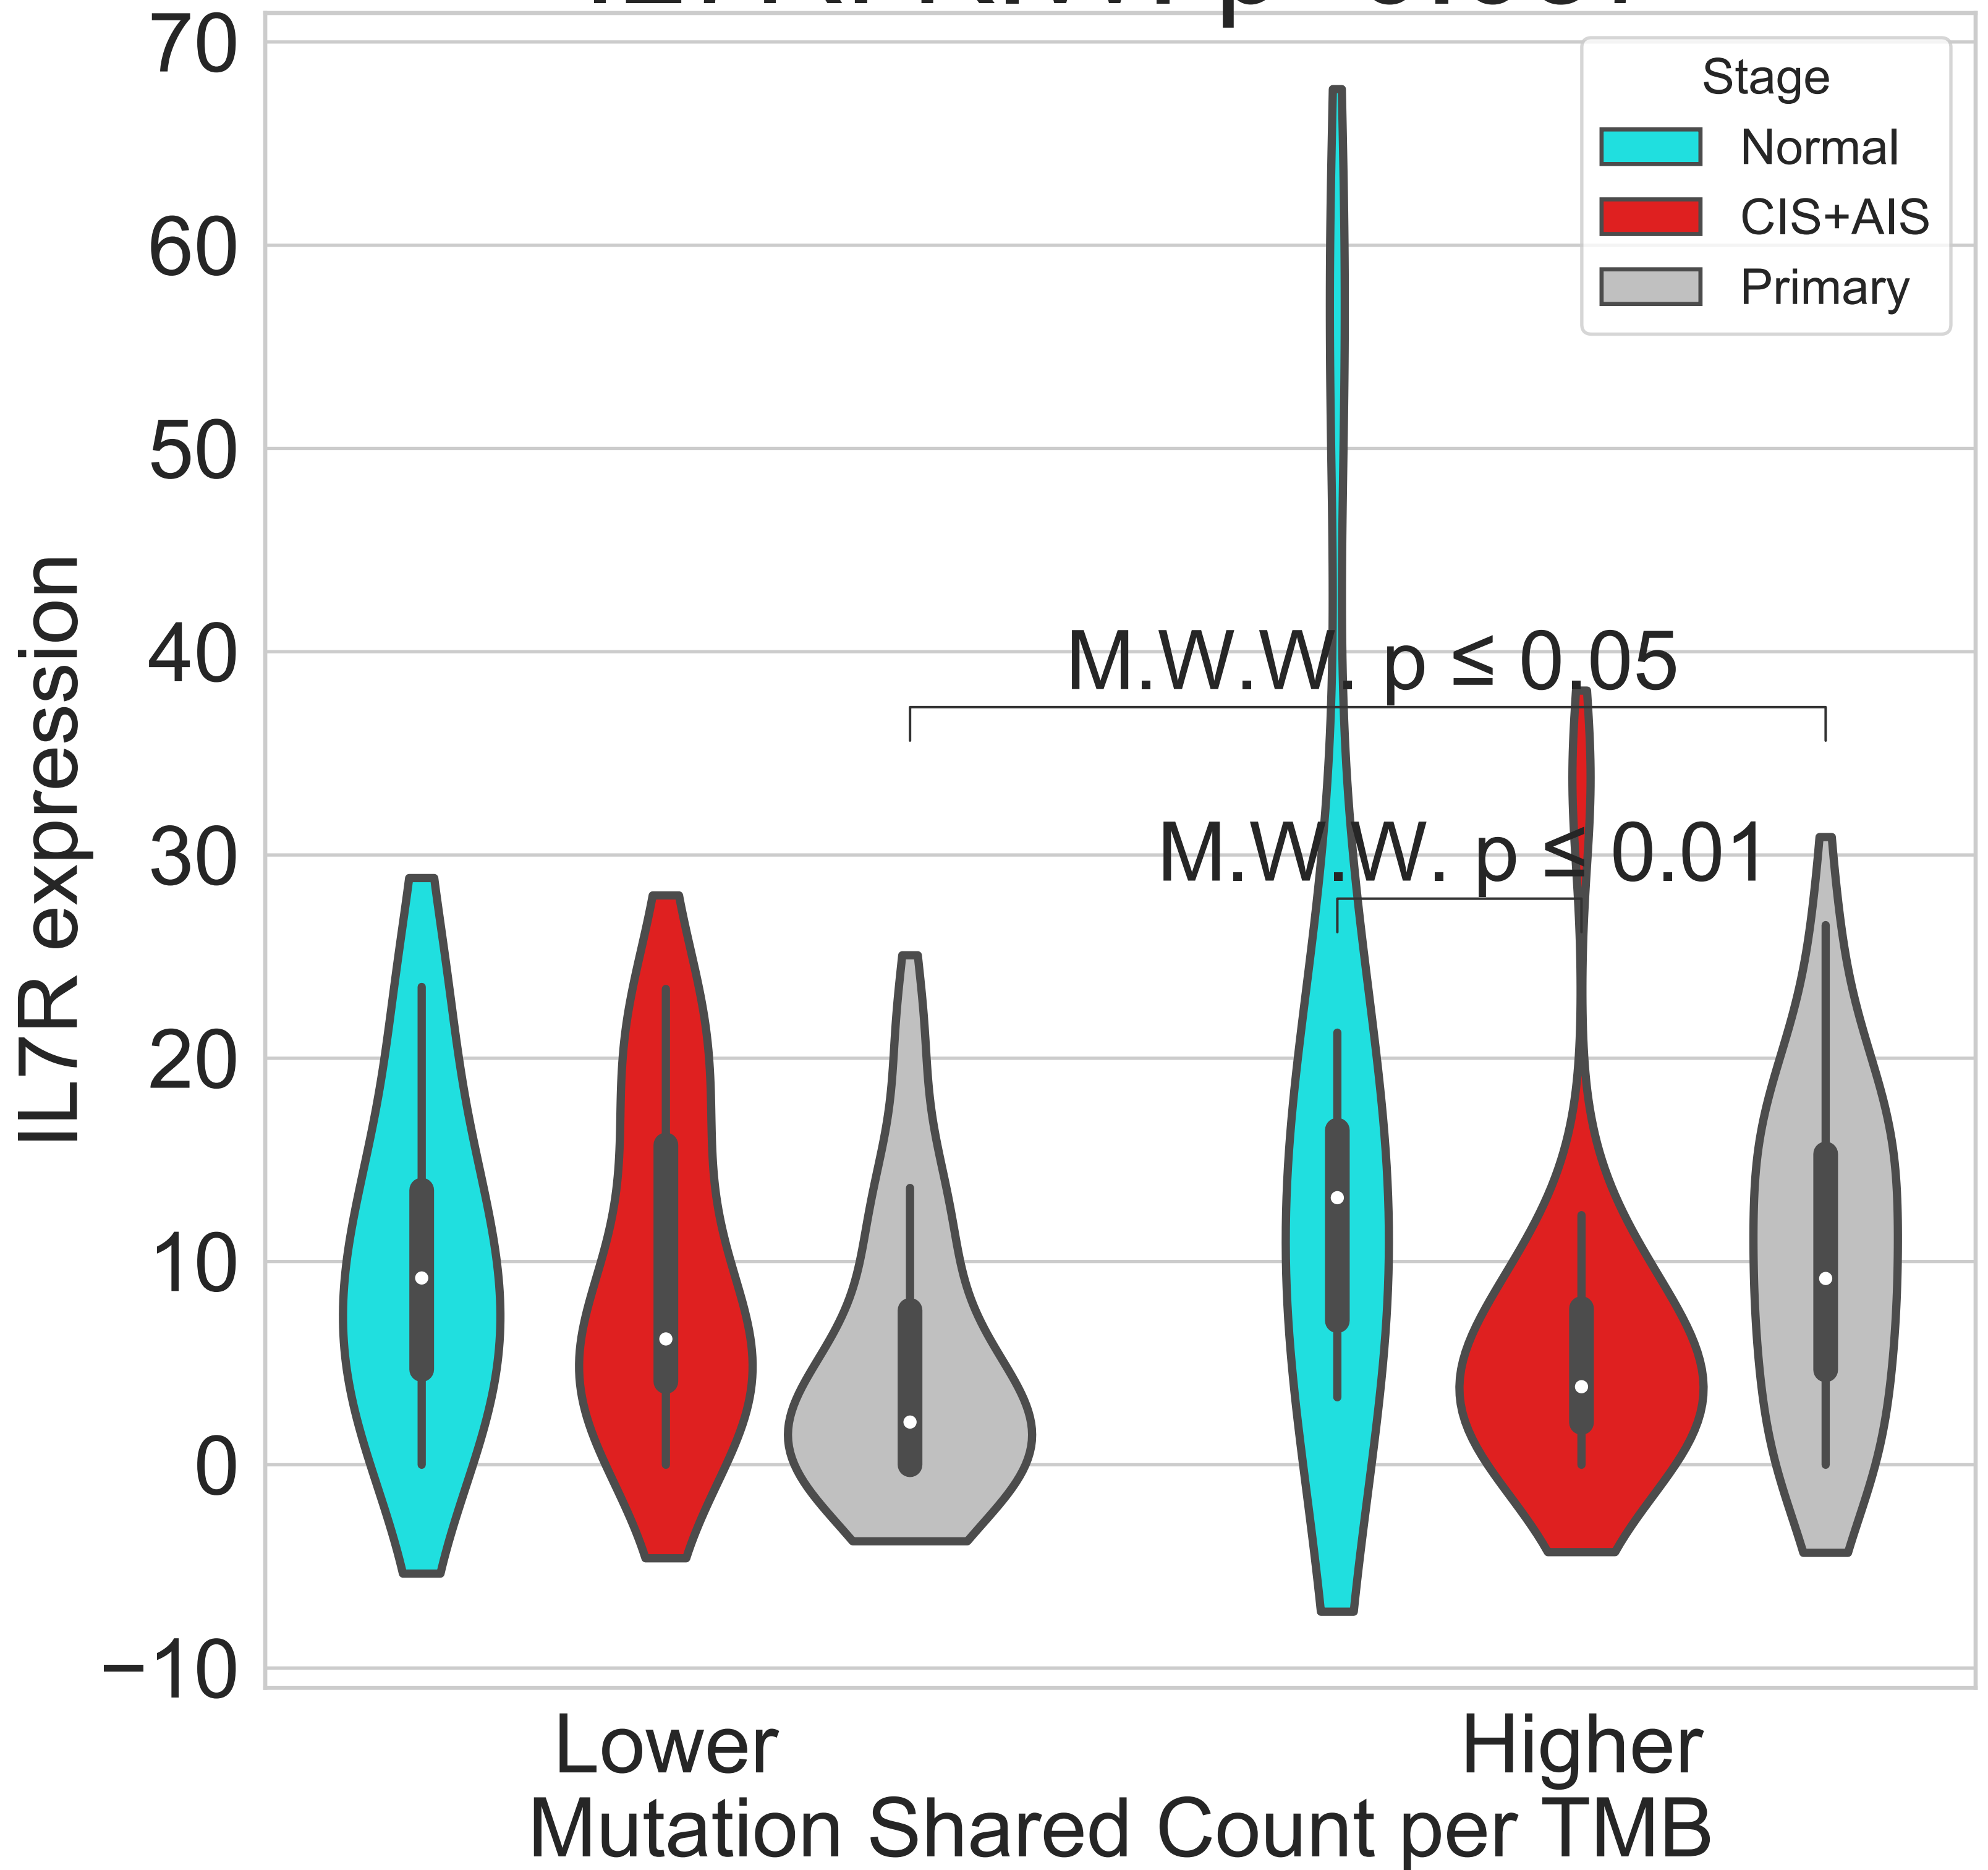 70
60
50
40
30
20
10
0
−10
IL7R expression
Stage
Normal
CIS+AIS
Primary
M.W.W. p ≤ 0.05
M.W.W. p ≤ 0.01
Lower
Higher
Mutation Shared Count per TMB